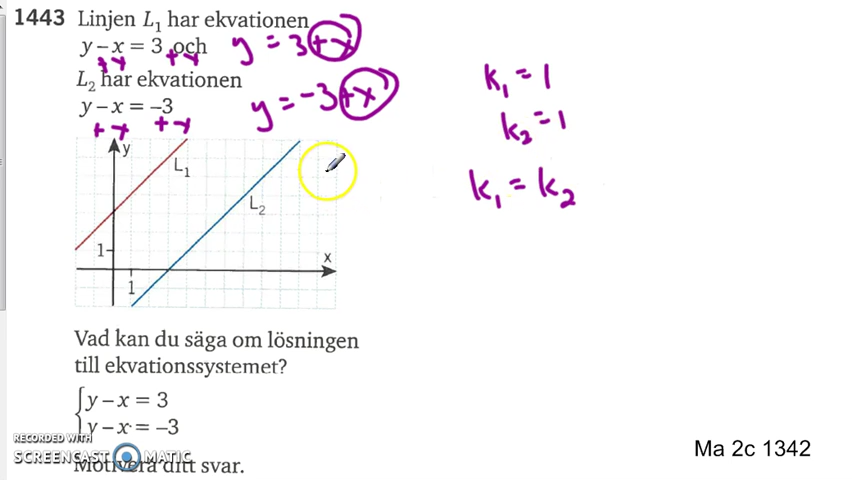 1443 Linjen L₁ har ekvationen
y – x = 3 och
y = 3 + x
+x +x
L₂ har ekvationen
y – x = –3
y = -3 + x
+x +x
k₁ = 1
k₂ = 1
k₁ = k₂
y
L₁
L₂
1
x
1
Vad kan du säga om lösningen
till ekvationssystemet?
y – x = 3
y – x = –3
RECORDED WITH
SCREENCAST MATIC
Motivera ditt svar.
Ma 2c 1342